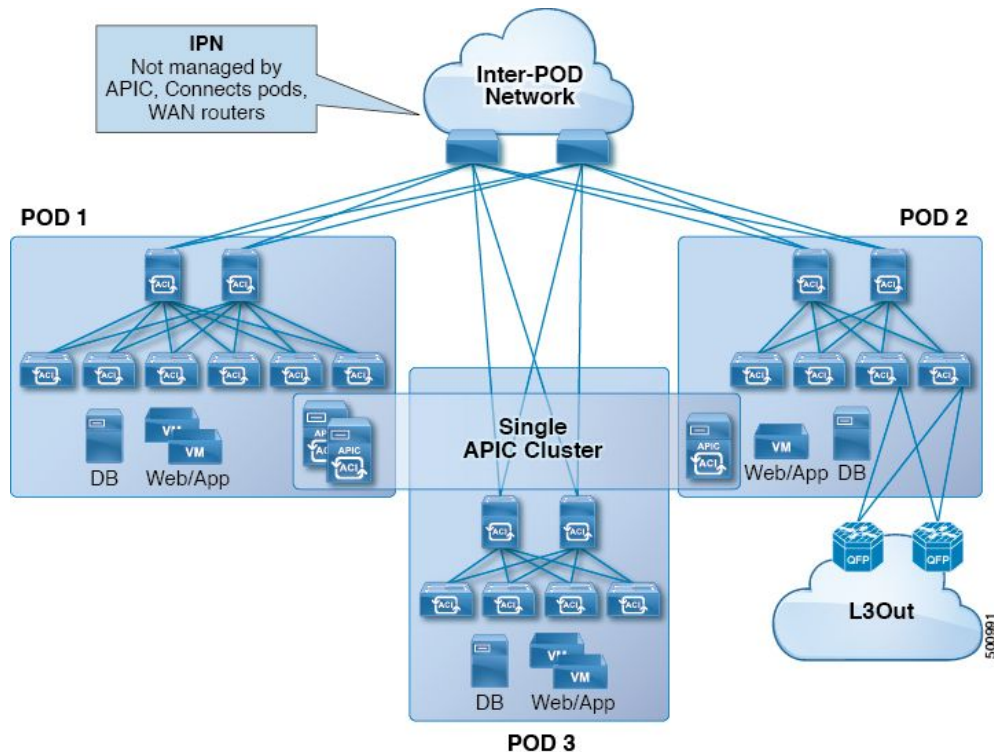 IPN
Not managed by
APIC, Connects pods,
WAN routers
Inter-POD
Network
POD 1
POD 2
ACI
ACI
ACI
ACI
ACI
ACI
ACI
ACI
ACI
ACI
ACI
ACI
ACI
ACI
DB
VM
VM
Web/App
APIC
APIC
ACI
Single
APIC Cluster
APIC
ACI
VM
Web/App
DB
ACI
ACI
ACI
ACI
ACI
ACI
DB
VM
VM
Web/App
POD 3
QFP
QFP
L3Out
500991